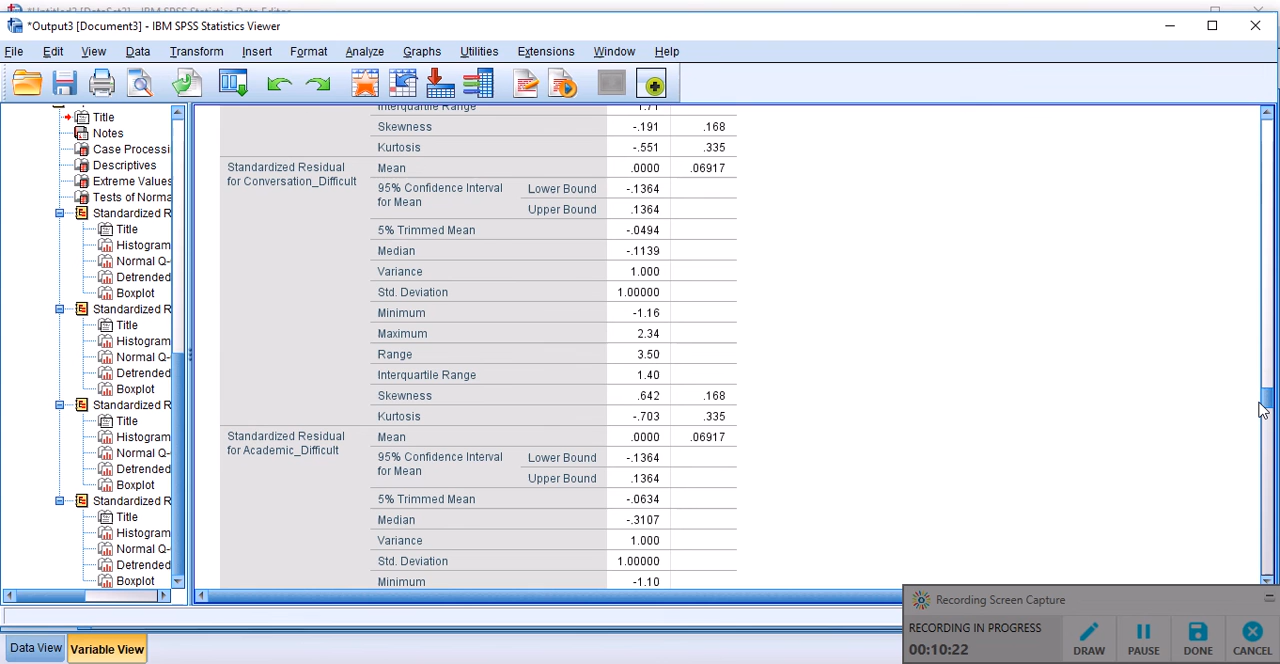 *Output3 [Document3] - IBM SPSS Statistics Viewer
File Edit View Data Transform Insert Format Analyze Graphs Utilities Extensions Window Help
Title
Notes
Case Processi
Descriptives
Extreme Values
Tests of Norma
Standardized R
Title
Histogram
Normal Q-
Detrended
Boxplot
Standardized R
Title
Histogram
Normal Q-
Detrended
Boxplot
Standardized R
Title
Histogram
Normal Q-
Detrended
Boxplot
Standardized R
Title
Histogram
Normal Q-
Detrended
Boxplot
Interquartile Range 1.71
Skewness -.191 .168
Kurtosis -.551 .335
Standardized Residual Mean .0000 .06917
for Conversation_Difficult
95% Confidence Interval Lower Bound -.1364
for Mean
Upper Bound .1364
5% Trimmed Mean -.0494
Median -.1139
Variance 1.000
Std. Deviation 1.00000
Minimum -1.16
Maximum 2.34
Range 3.50
Interquartile Range 1.40
Skewness .642 .168
Kurtosis -.703 .335
Standardized Residual Mean .0000 .06917
for Academic_Difficult
95% Confidence Interval Lower Bound -.1364
for Mean
Upper Bound .1364
5% Trimmed Mean -.0634
Median -.3107
Variance 1.000
Std. Deviation 1.00000
Minimum -1.10
Recording Screen Capture
RECORDING IN PROGRESS
00:10:22
DRAW PAUSE DONE CANCEL
Data View Variable View